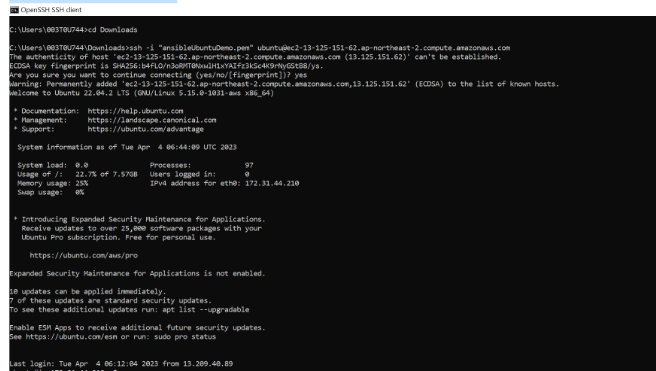 OpenSSH SSH client
C:\Users\003T0U744>cd Downloads
C:\Users\003T0U744\Downloads>ssh -i "ansibleUbuntuDemo.pem" ubuntu@ec2-13-125-151-62.ap-northeast-2.compute.amazonaws.com
The authenticity of host 'ec2-13-125-151-62.ap-northeast-2.compute.amazonaws.com (13.125.151.62)' can't be established.
ECDSA key fingerprint is
Are you sure you want to continue connecting (yes/no/[fingerprint])? yes
Warning: Permanently added 'ec2-13-125-151-62.ap-northeast-2.compute.amazonaws.com,13.125.151.62' (ECDSA) to the list of known hosts.
Welcome to Ubuntu 22.04.2 LTS (GNU/Linux 5.15.0-1031-aws x86_64)
* Documentation: https://help.ubuntu.com
* Management: https://landscape.canonical.com
* Support: https://ubuntu.com/advantage
System information as of Tue Apr 4 06:44:09 UTC 2023
System load: 0.0 Processes: 97
Usage of /: 22.7% of 7.57GB Users logged in: 0
Memory usage: 25% IPv4 address for eth0: 172.31.44.210
Swap usage: 0%
* Introducing Expanded Security Maintenance for Applications.
Receive updates to over 25,000 software packages with your
Ubuntu Pro subscription. Free for personal use.
https://ubuntu.com/aws/pro
Expanded Security Maintenance for Applications is not enabled.
10 updates can be applied immediately.
7 of these updates are standard security updates.
To see these additional updates run: apt list --upgradable
Enable ESM Apps to receive additional future security updates.
See https://ubuntu.com/esm or run: sudo pro status
Last login: Tue Apr 4 06:12:04 2023 from 13.209.40.89